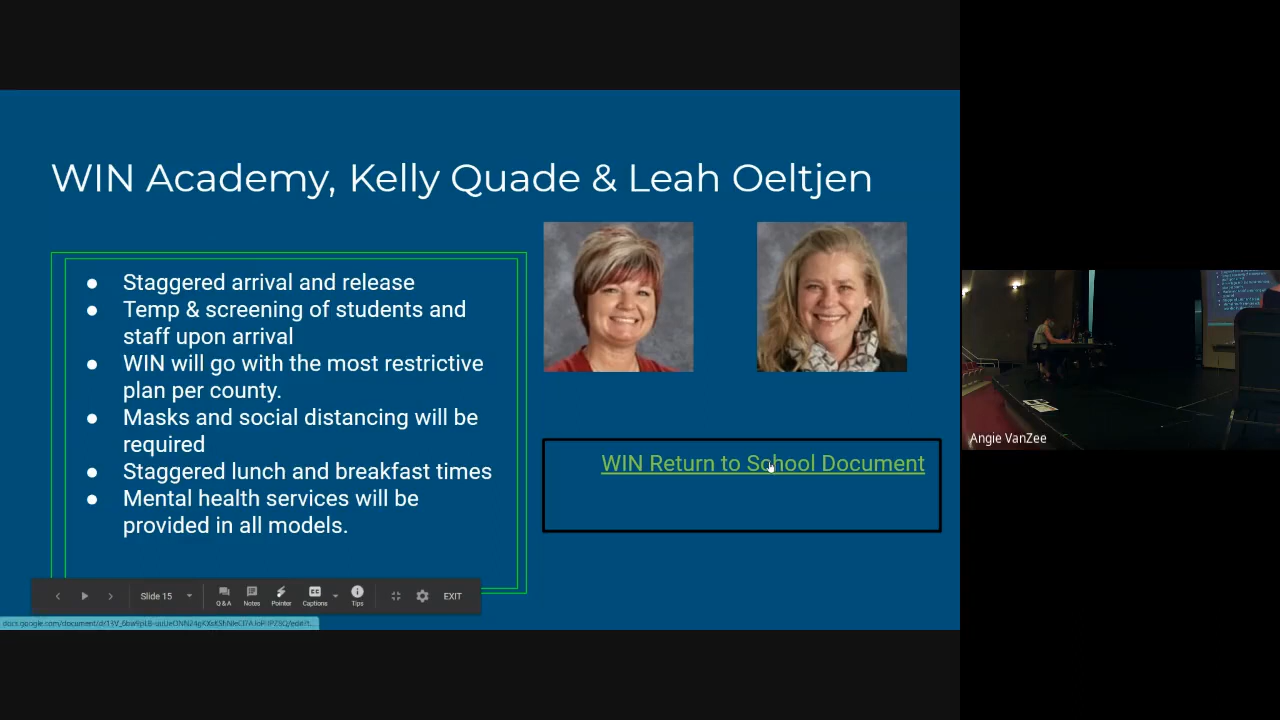 WIN Academy, Kelly Quade & Leah Oeltjen
● Staggered arrival and release
● Temp & screening of students and
staff upon arrival
● WIN will go with the most restrictive
plan per county.
● Masks and social distancing will be
required
● Staggered lunch and breakfast times
● Mental health services will be
provided in all models.
WIN Return to School Document
Angie VanZee
Slide 15
Q&A
Notes
Pointer
Captions
Tips
EXIT